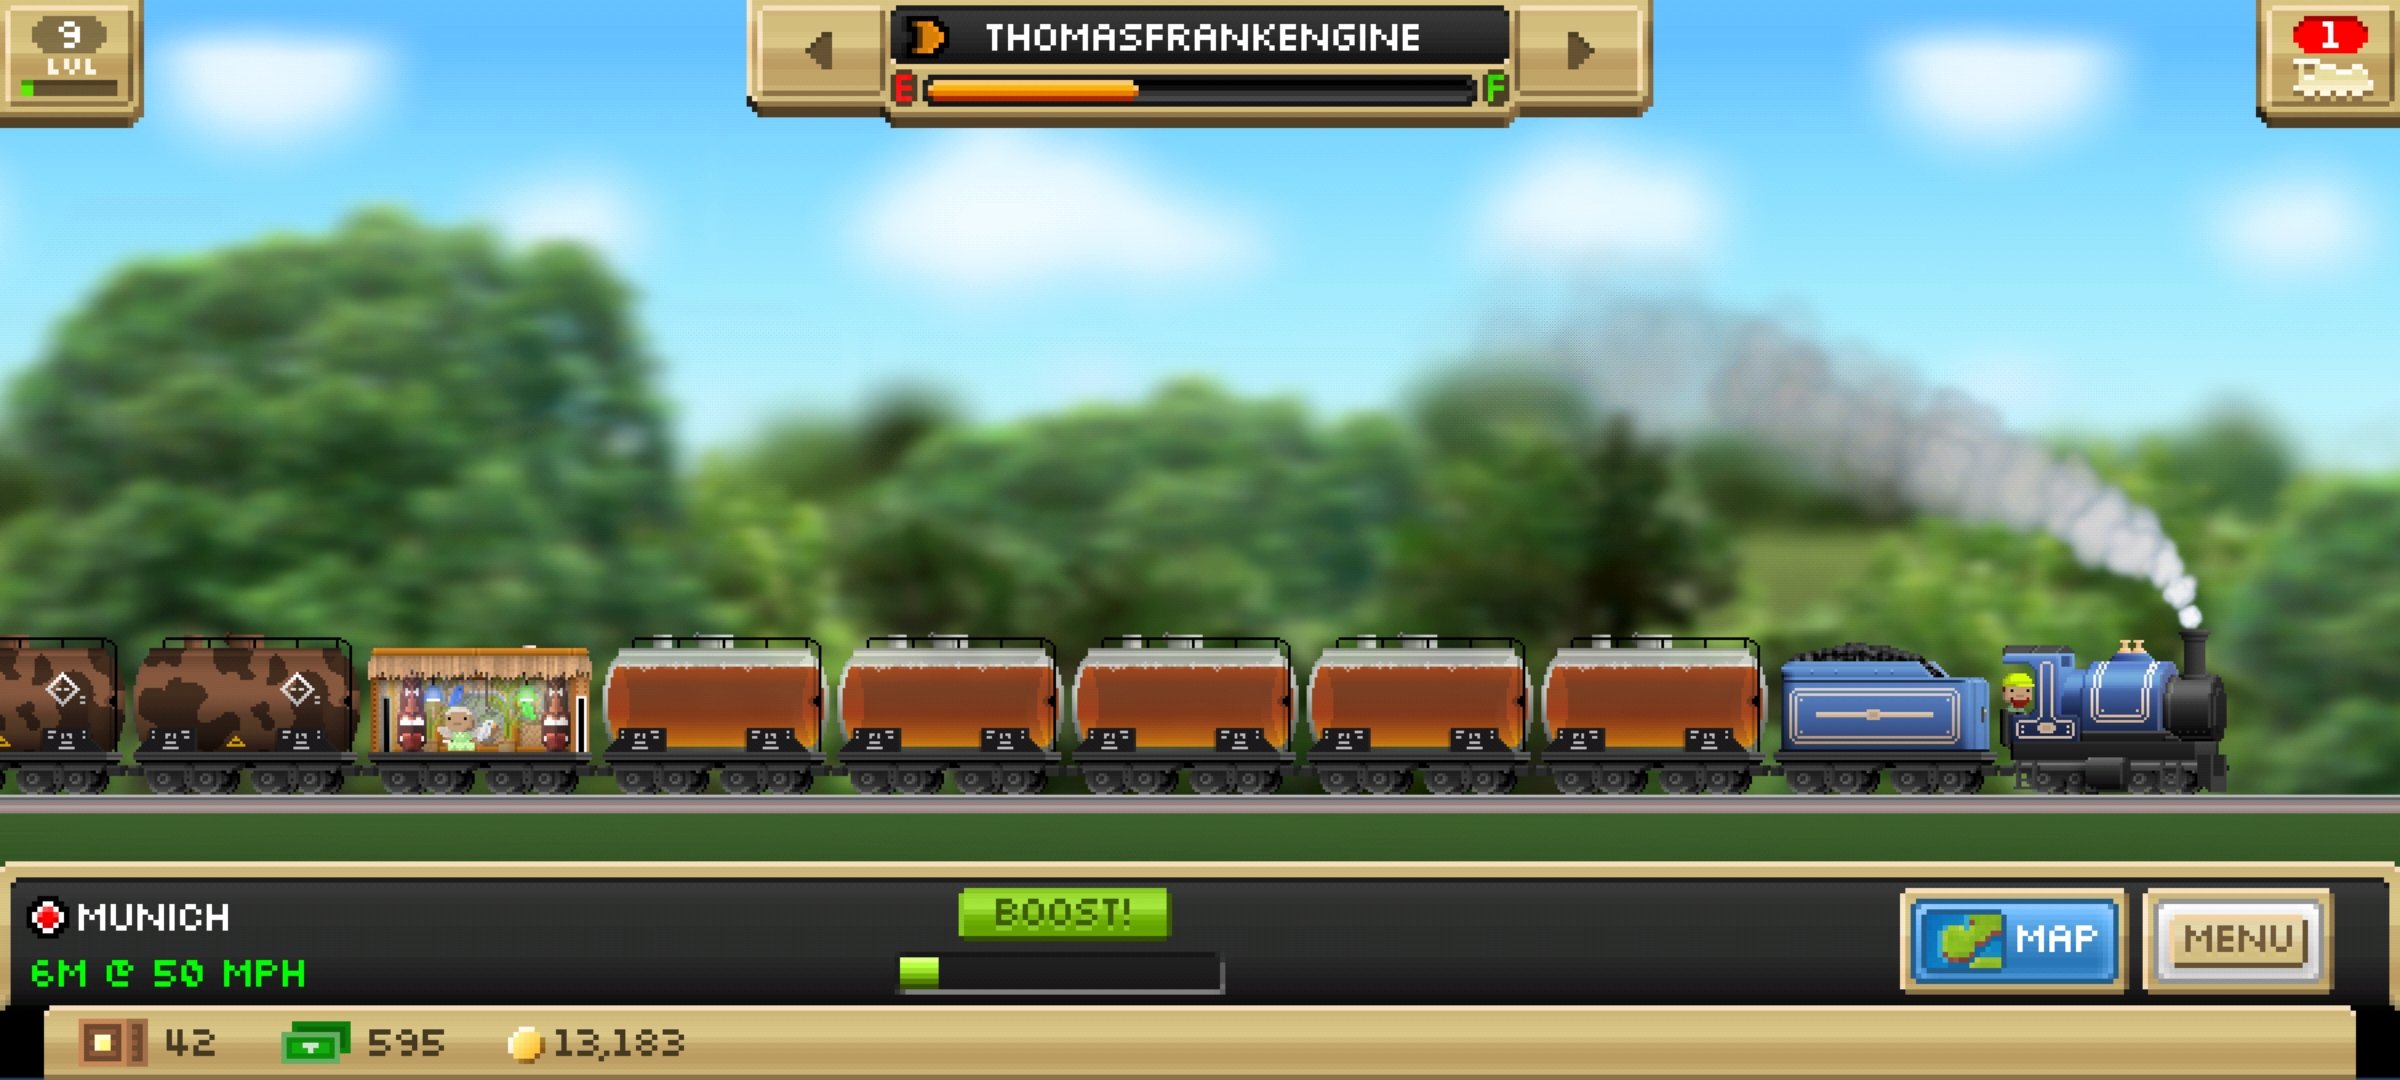 9
LVL
THOMASFRANKENGINE
E F
1
MUNICH
6M @ 50 MPH
BOOST!
MAP
MENU
42
595
13,183